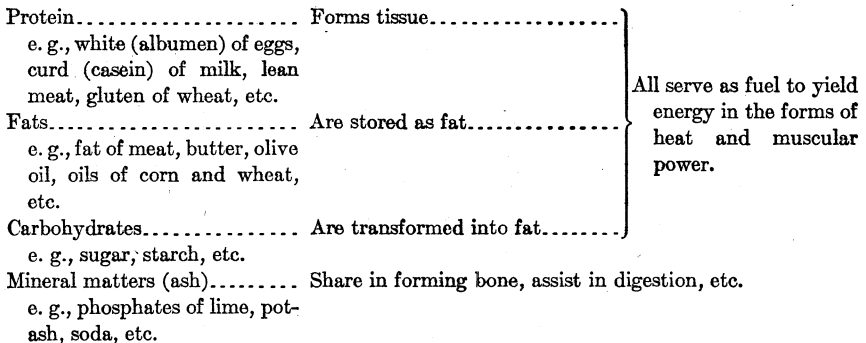 Protein........................ Forms tissue....................
e. g., white (albumen) of eggs,
curd (casein) of milk, lean
meat, gluten of wheat, etc.
Fats........................ Are stored as fat................
e. g., fat of meat, butter, olive
oil, oils of corn and wheat,
etc.
Carbohydrates............... Are transformed into fat........
e. g., sugar, starch, etc.
All serve as fuel to yield
energy in the forms of
heat and muscular
power.
Mineral matters (ash)......... Share in forming bone, assist in digestion, etc.
e. g., phosphates of lime, pot-
ash, soda, etc.